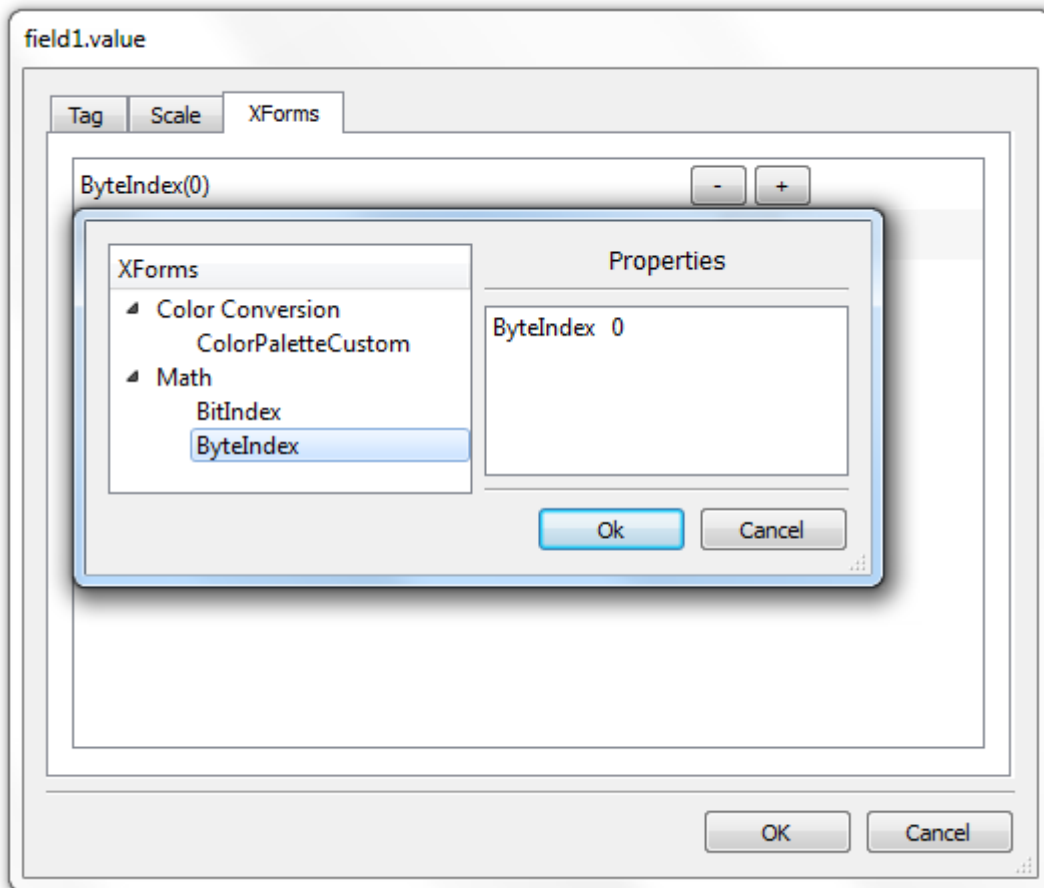 field1.value
Tag Scale XForms
ByteIndex(0) - +
XForms
Color Conversion
ColorPaletteCustom
Math
BitIndex
ByteIndex
Properties
ByteIndex 0
Ok Cancel
OK Cancel